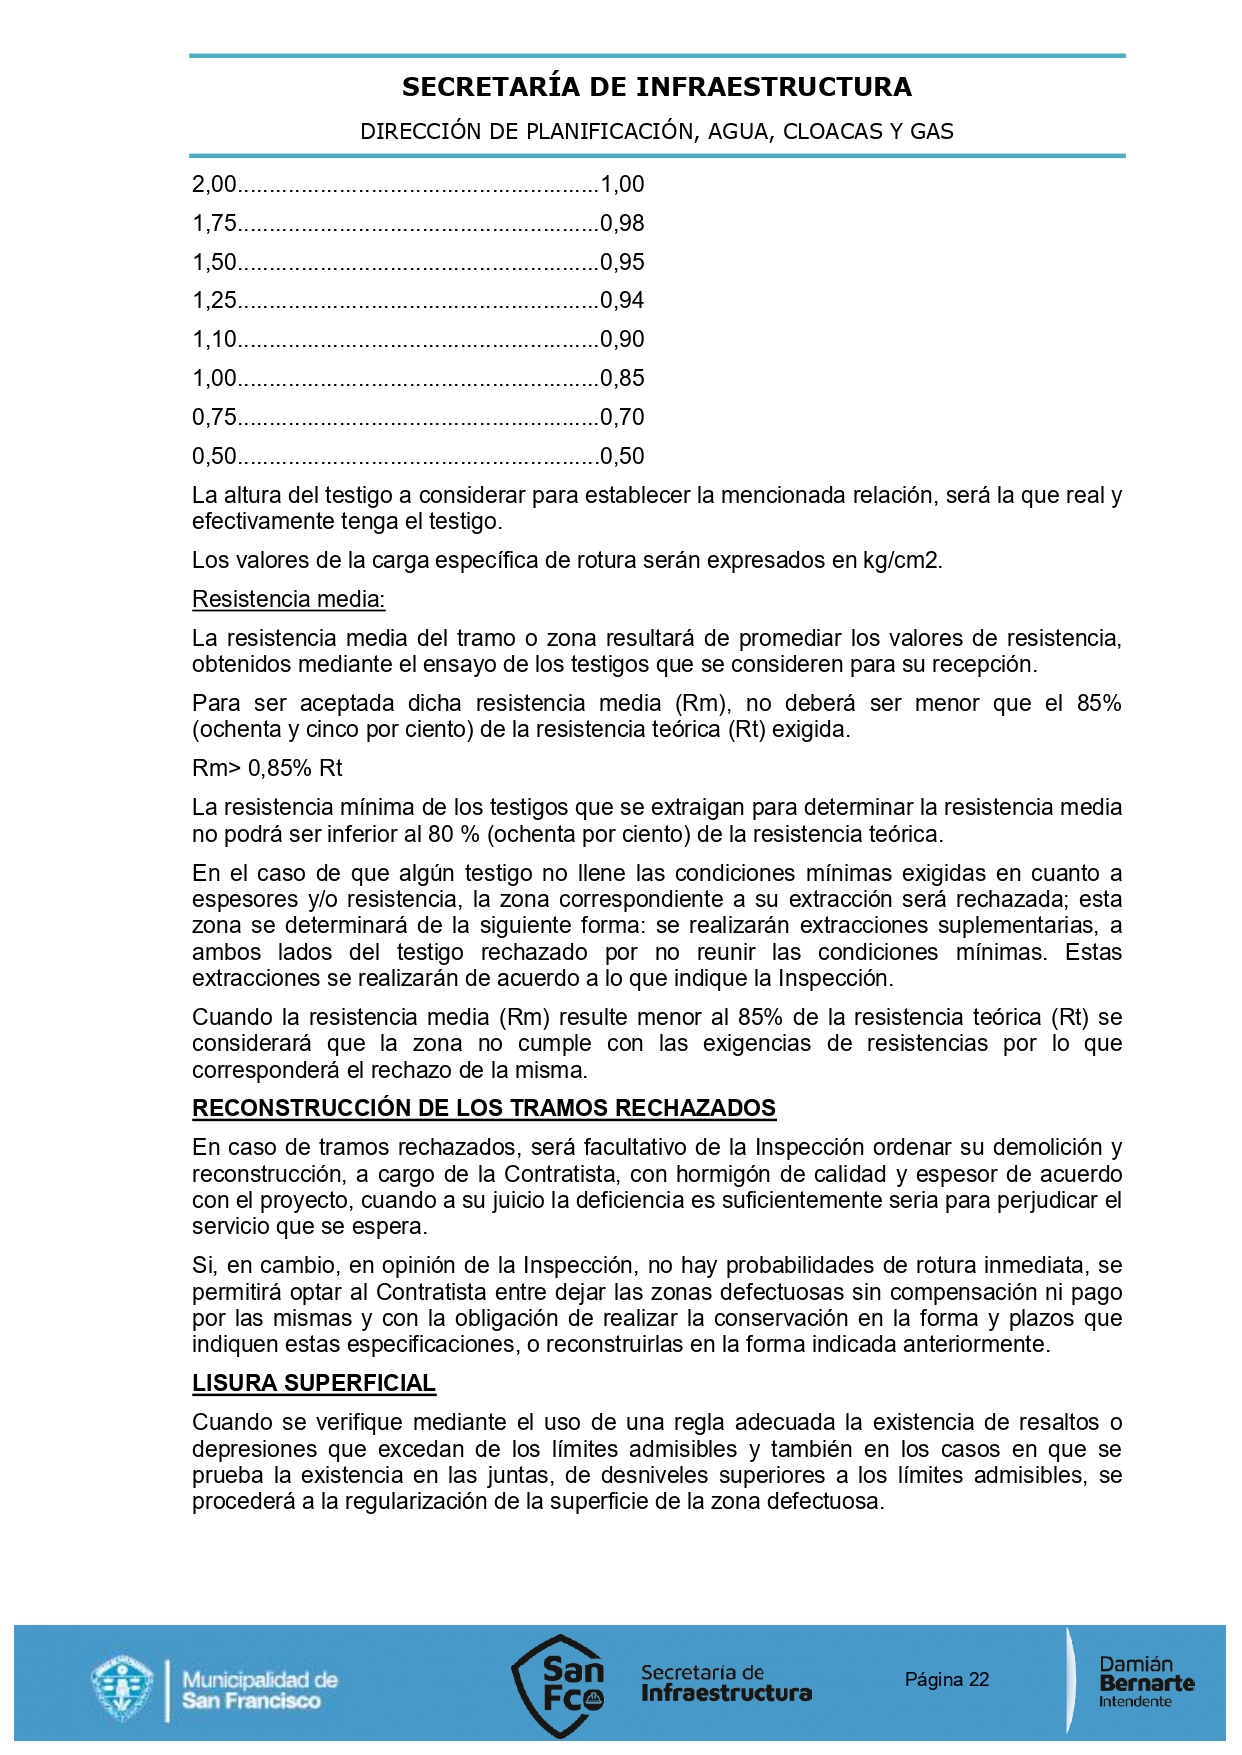 SECRETARÍA DE INFRAESTRUCTURA
DIRECCIÓN DE PLANIFICACIÓN, AGUA, CLOACAS Y GAS
2,00.........................................................1,00
1,75.........................................................0,98
1,50.........................................................0,95
1,25.........................................................0,94
1,10.........................................................0,90
1,00.........................................................0,85
0,75.........................................................0,70
0,50.........................................................0,50
La altura del testigo a considerar para establecer la mencionada relación, será la que real y
efectivamente tenga el testigo.
Los valores de la carga específica de rotura serán expresados en kg/cm2.
Resistencia media:
La resistencia media del tramo o zona resultará de promediar los valores de resistencia,
obtenidos mediante el ensayo de los testigos que se consideren para su recepción.
Para ser aceptada dicha resistencia media (Rm), no deberá ser menor que el 85%
(ochenta y cinco por ciento) de la resistencia teórica (Rt) exigida.
Rm> 0,85% Rt
La resistencia mínima de los testigos que se extraigan para determinar la resistencia media
no podrá ser inferior al 80 % (ochenta por ciento) de la resistencia teórica.
En el caso de que algún testigo no llene las condiciones mínimas exigidas en cuanto a
espesores y/o resistencia, la zona correspondiente a su extracción será rechazada; esta
zona se determinará de la siguiente forma: se realizarán extracciones suplementarias, a
ambos lados del testigo rechazado por no reunir las condiciones mínimas. Estas
extracciones se realizarán de acuerdo a lo que indique la Inspección.
Cuando la resistencia media (Rm) resulte menor al 85% de la resistencia teórica (Rt) se
considerará que la zona no cumple con las exigencias de resistencias por lo que
corresponderá el rechazo de la misma.
RECONSTRUCCIÓN DE LOS TRAMOS RECHAZADOS
En caso de tramos rechazados, será facultativo de la Inspección ordenar su demolición y
reconstrucción, a cargo de la Contratista, con hormigón de calidad y espesor de acuerdo
con el proyecto, cuando a su juicio la deficiencia es suficientemente seria para perjudicar el
servicio que se espera.
Si, en cambio, en opinión de la Inspección, no hay probabilidades de rotura inmediata, se
permitirá optar al Contratista entre dejar las zonas defectuosas sin compensación ni pago
por las mismas y con la obligación de realizar la conservación en la forma y plazos que
indiquen estas especificaciones, o reconstruirlas en la forma indicada anteriormente.
LISURA SUPERFICIAL
Cuando se verifique mediante el uso de una regla adecuada la existencia de resaltos o
depresiones que excedan de los límites admisibles y también en los casos en que se
prueba la existencia en las juntas, de desniveles superiores a los límites admisibles, se
procederá a la regularización de la superficie de la zona defectuosa.
Municipalidad de
San Francisco
San
Fco
Secretaría de
Infraestructura
Página 22
Damián
Bernarte
Intendente